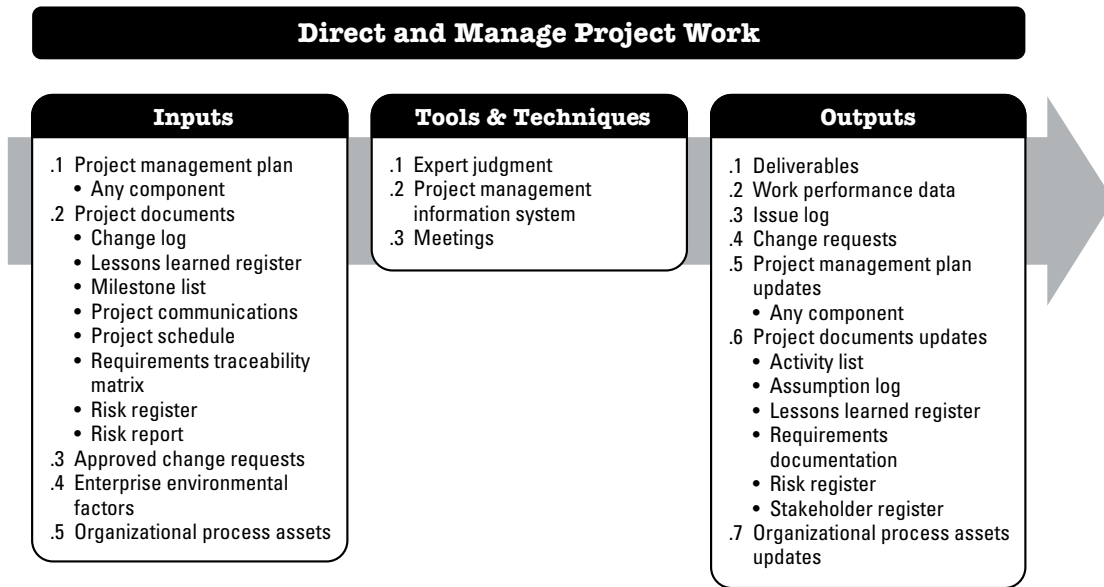 Direct and Manage Project Work
Inputs
.1 Project management plan
• Any component
.2 Project documents
• Change log
• Lessons learned register
• Milestone list
• Project communications
• Project schedule
• Requirements traceability
matrix
• Risk register
• Risk report
.3 Approved change requests
.4 Enterprise environmental
factors
.5 Organizational process assets
Tools & Techniques
.1 Expert judgment
.2 Project management
information system
.3 Meetings
Outputs
.1 Deliverables
.2 Work performance data
.3 Issue log
.4 Change requests
.5 Project management plan
updates
• Any component
.6 Project documents updates
• Activity list
• Assumption log
• Lessons learned register
• Requirements
documentation
• Risk register
• Stakeholder register
.7 Organizational process assets
updates